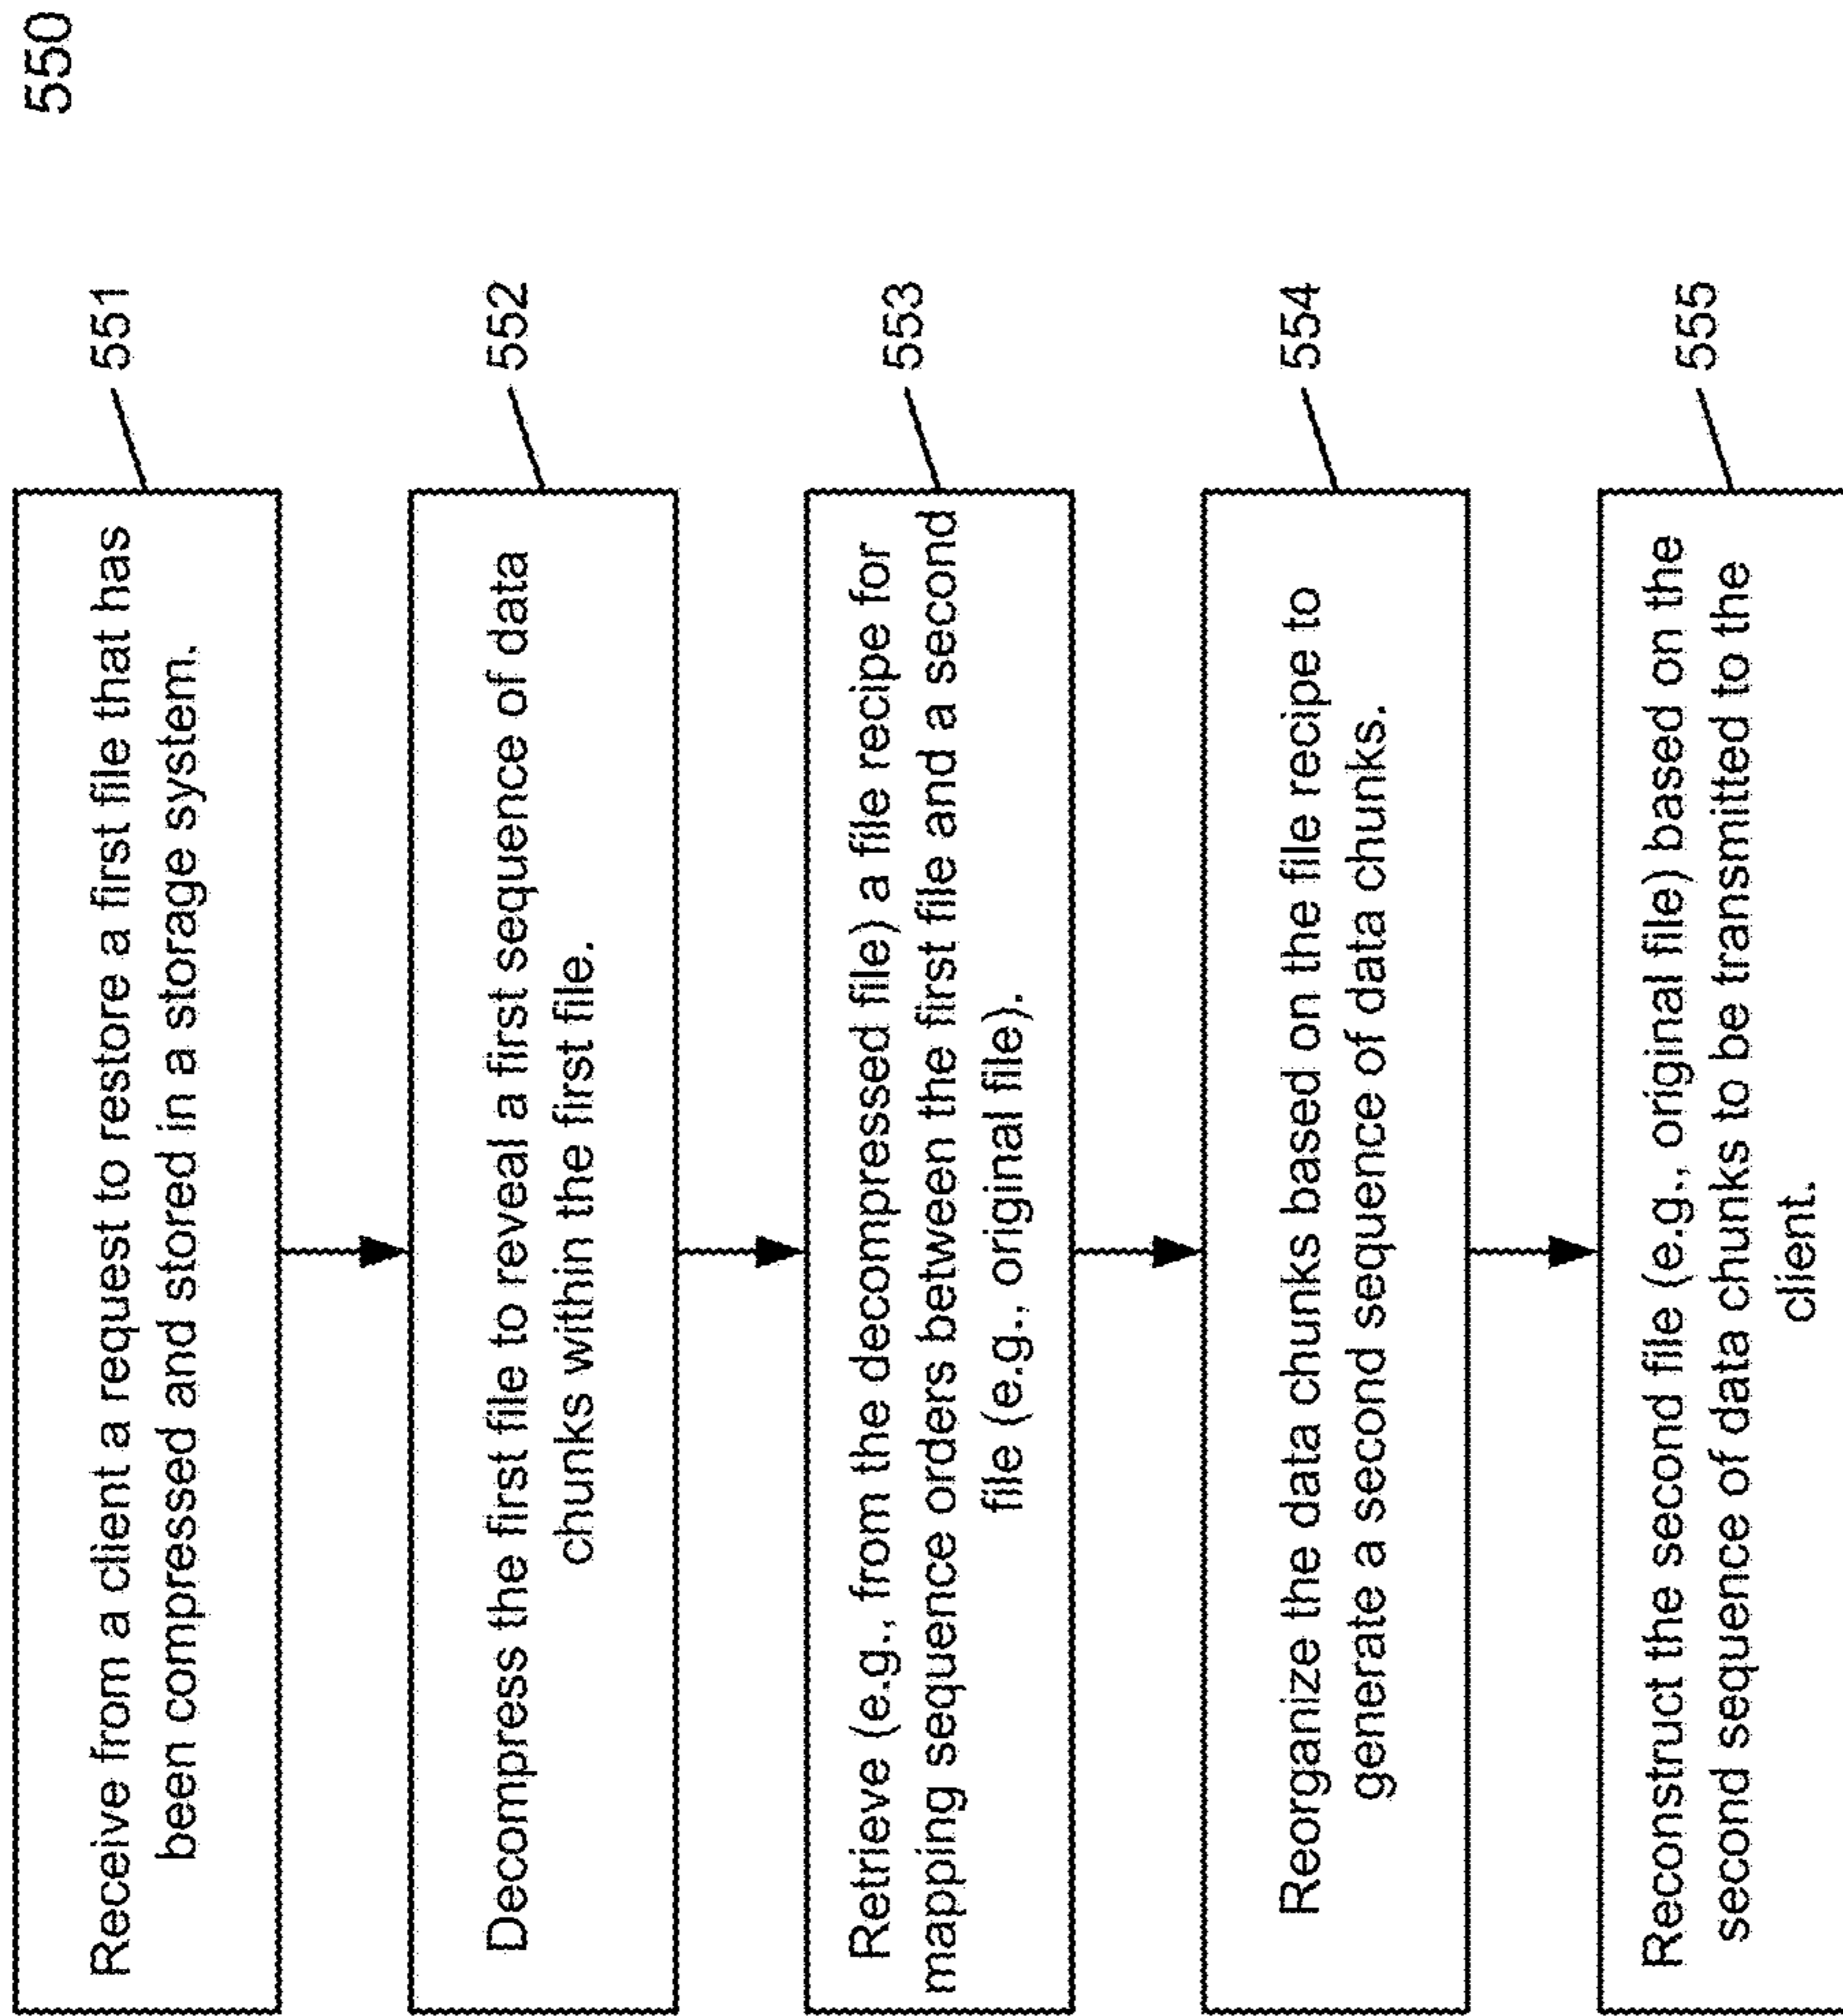 550
Receive from a client a request to restore a first file that has
been compressed and stored in a storage system.
551
Decompress the first file to reveal a first sequence of data
chunks within the first file.
552
Retrieve (e.g., from the decompressed file) a file recipe for
mapping sequence orders between the first file and a second
file (e.g., original file).
553
Reorganize the data chunks based on the file recipe to
generate a second sequence of data chunks.
554
Reconstruct the second file (e.g., original file) based on the
second sequence of data chunks to be transmitted to the
client.
555